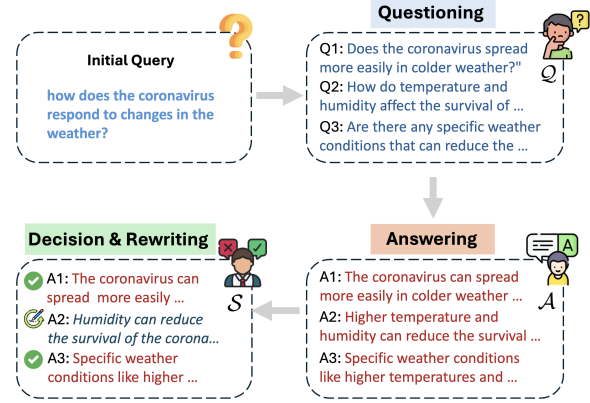 Initial Query
how does the coronavirus
respond to changes in the
weather?
Questioning
Q1: Does the coronavirus spread
more easily in colder weather?"
Q2: How do temperature and
humidity affect the survival of ...
Q3: Are there any specific weather
conditions that can reduce the ...
Q
Answering
A
A1: The coronavirus can spread
more easily in colder weather ...
A2: Higher temperature and
humidity can reduce the survival ...
A3: Specific weather conditions
like higher temperatures and ...
A
Decision & Rewriting
A1: The coronavirus can
spread more easily ...
A2: Humidity can reduce
the survival of the corona...
A3: Specific weather
conditions like higher ...
S